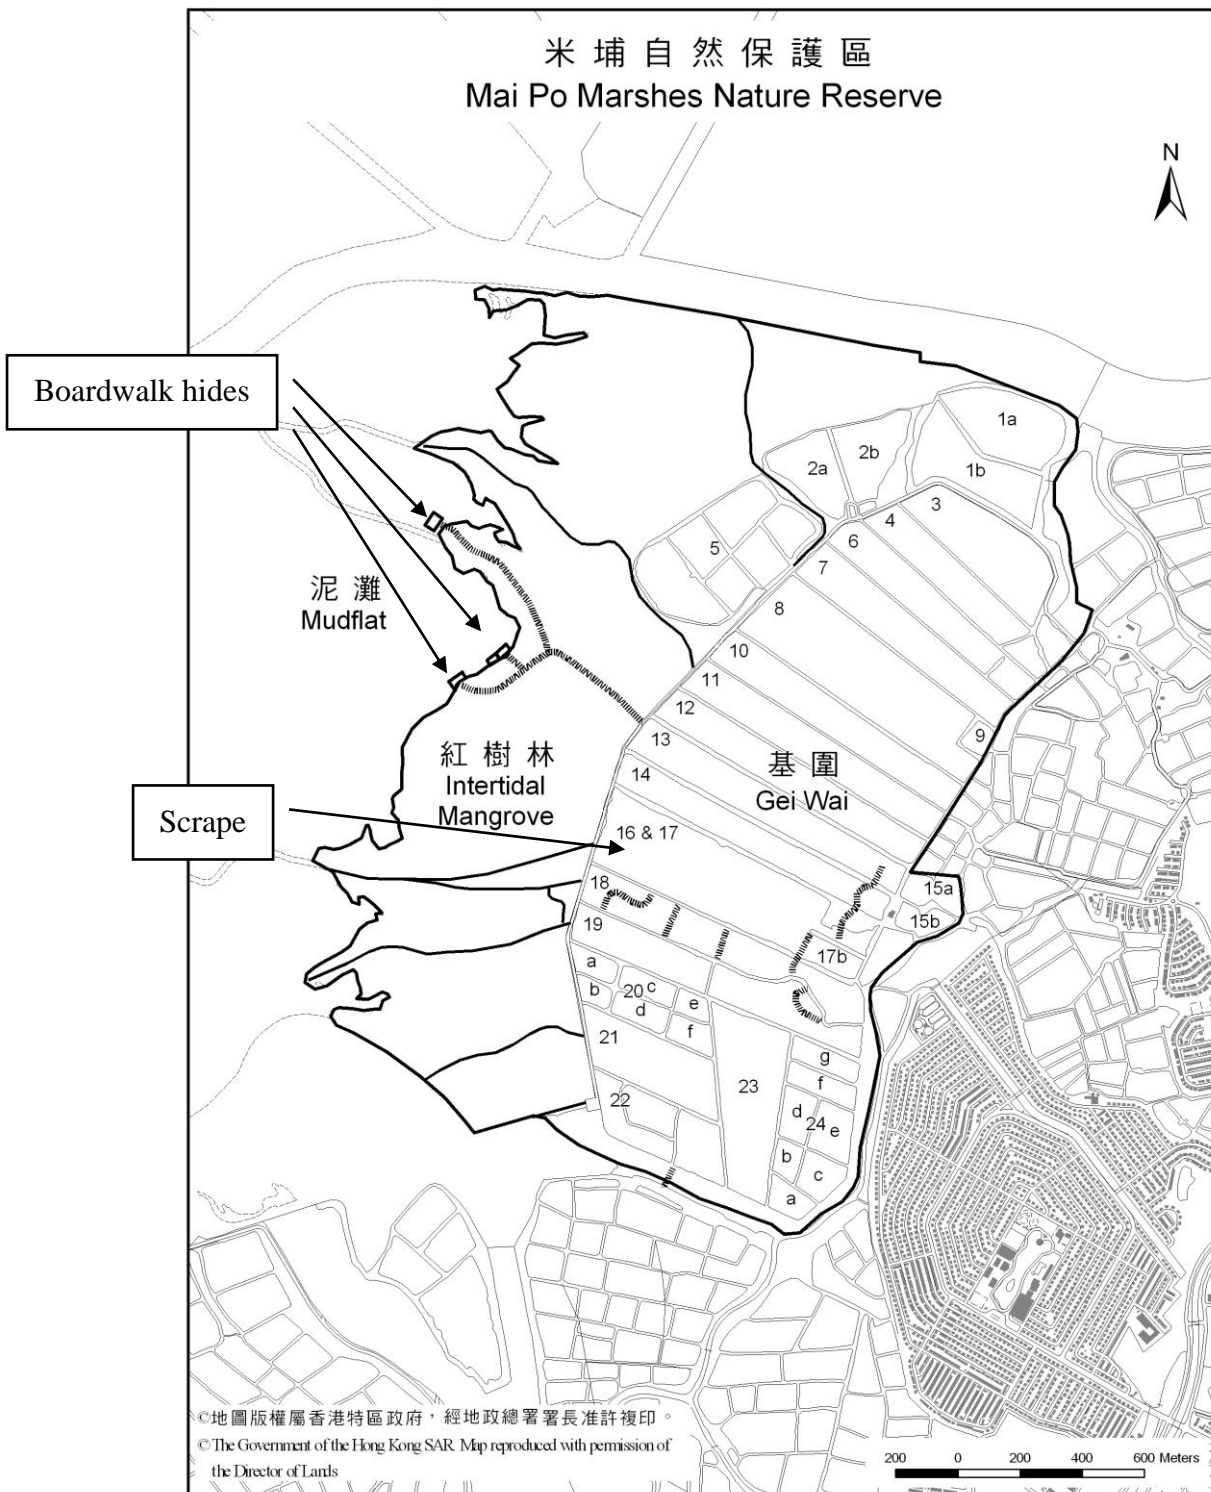 米埔自然保護區
Mai Po Marshes Nature Reserve
N
Boardwalk hides
1a
2b
2a
1b
3
4
5
6
7
8
泥灘
Mudflat
10
11
12
9
13
紅樹林
Intertidal
Mangrove
基圍
Gei Wai
14
Scrape
16 & 17
18
15a
15b
19
17b
a
20
c
b
d
e
f
21
g
f
23
22
d
24
e
b
c
a
©地圖版權屬香港特區政府，經地政總署署長准許複印。
© The Government of the Hong Kong SAR. Map reproduced with permission of
the Director of Lands
200 0 200 400 600 Meters